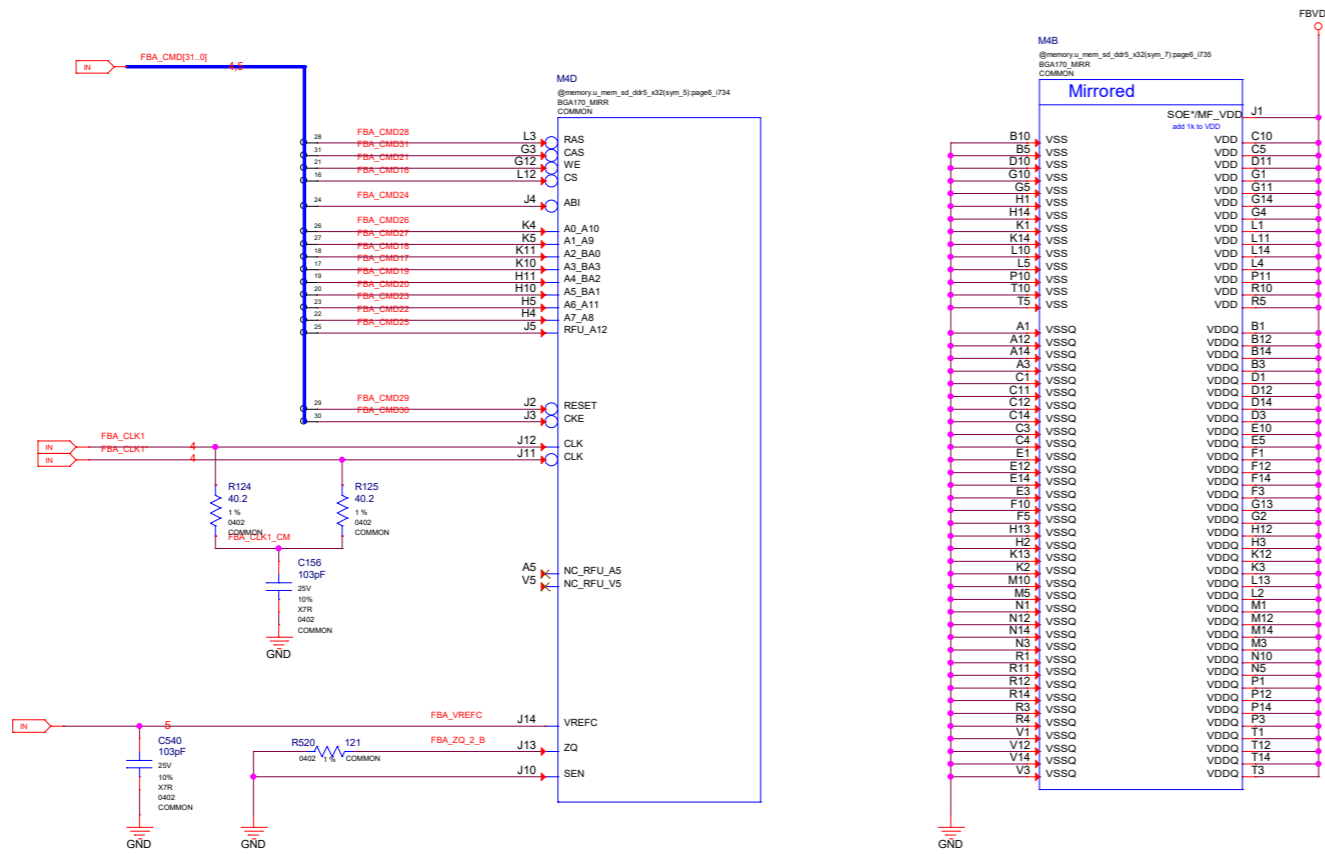 FBVD
IN
FBA_CMD[31..0]
4,5
M4D
@memory.u_mem_sd_ddr5_x32(sym_5):page6_i734
BGA170_MIRR
COMMON
28 FBA_CMD28 L3 RAS
31 FBA_CMD31 G3 CAS
21 FBA_CMD21 G12 WE
16 FBA_CMD16 L12 CS
24 FBA_CMD24 J4 ABI
26 FBA_CMD26 K4 A0_A10
27 FBA_CMD27 K5 A1_A9
18 FBA_CMD18 K11 A2_BA0
17 FBA_CMD17 K10 A3_BA3
19 FBA_CMD19 H11 A4_BA2
20 FBA_CMD20 H10 A5_BA1
23 FBA_CMD23 H5 A6_A11
22 FBA_CMD22 H4 A7_A8
25 FBA_CMD25 J5 RFU_A12
29 FBA_CMD29 J2 RESET
30 FBA_CMD30 J3 CKE
IN FBA_CLK1 4 J12 CLK
IN FBA_CLK1* 4 J11 CLK
R124
40.2
1 %
0402
COMMON
R125
40.2
1 %
0402
COMMON
FBA_CLK1_CM
C156
103pF
25V
10%
X7R
0402
COMMON
GND
A5 NC_RFU_A5
V5 NC_RFU_V5
IN 5 FBA_VREFC J14 VREFC
C540
103pF
25V
10%
X7R
0402
COMMON
GND
R520 121 FBA_ZQ_2_B J13 ZQ
0402 1 % COMMON
J10 SEN
GND
M4B
@memory.u_mem_sd_ddr5_x32(sym_7):page6_i735
BGA170_MIRR
COMMON
Mirrored
SOE*/MF_VDD J1
add 1k to VDD
B10 VSS VDD C10
B5 VSS VDD C5
D10 VSS VDD D11
G10 VSS VDD G1
G5 VSS VDD G11
H1 VSS VDD G14
H14 VSS VDD G4
K1 VSS VDD L1
K14 VSS VDD L11
L10 VSS VDD L14
L5 VSS VDD L4
P10 VSS VDD P11
T10 VSS VDD R10
T5 VSS VDD R5
A1 VSSQ VDDQ B1
A12 VSSQ VDDQ B12
A14 VSSQ VDDQ B14
A3 VSSQ VDDQ B3
C1 VSSQ VDDQ D1
C11 VSSQ VDDQ D12
C12 VSSQ VDDQ D14
C14 VSSQ VDDQ D3
C3 VSSQ VDDQ E10
C4 VSSQ VDDQ E5
E1 VSSQ VDDQ F1
E12 VSSQ VDDQ F12
E14 VSSQ VDDQ F14
E3 VSSQ VDDQ F3
F10 VSSQ VDDQ G13
F5 VSSQ VDDQ G2
H13 VSSQ VDDQ H12
H2 VSSQ VDDQ H3
K13 VSSQ VDDQ K12
K2 VSSQ VDDQ K3
M10 VSSQ VDDQ L13
M5 VSSQ VDDQ L2
N1 VSSQ VDDQ M1
N12 VSSQ VDDQ M12
N14 VSSQ VDDQ M14
N3 VSSQ VDDQ M3
R1 VSSQ VDDQ N10
R11 VSSQ VDDQ N5
R12 VSSQ VDDQ P1
R14 VSSQ VDDQ P12
R3 VSSQ VDDQ P14
R4 VSSQ VDDQ P3
V1 VSSQ VDDQ T1
V12 VSSQ VDDQ T12
V14 VSSQ VDDQ T14
V3 VSSQ VDDQ T3
GND